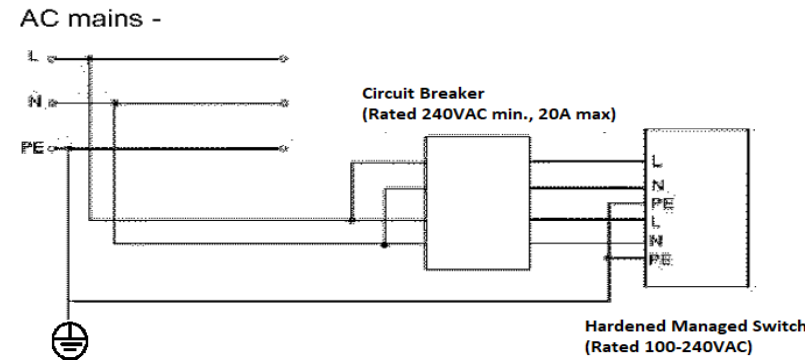 AC mains -
L
N
PE
Circuit Breaker
(Rated 240VAC min., 20A max)
L
N
PE
L
N
PE
Hardened Managed Switch
(Rated 100-240VAC)